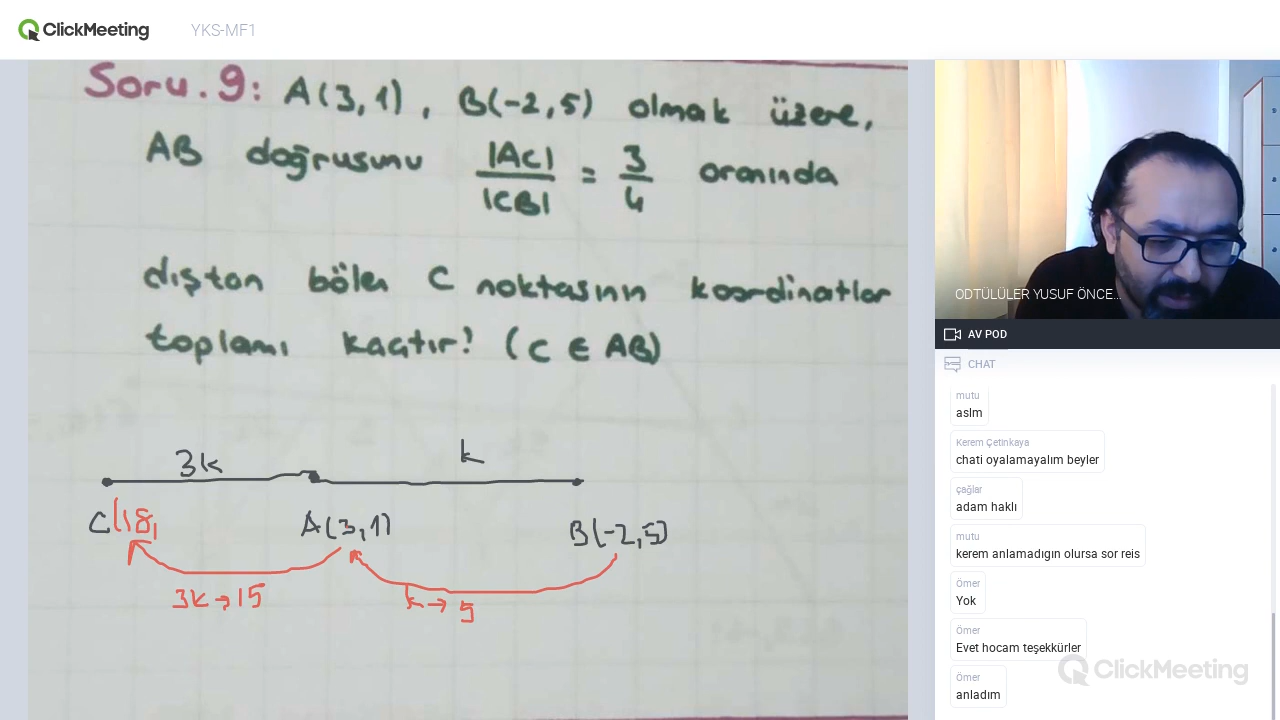 ClickMeeting
YKS-MF1
Soru.9: A(3,1), B(-2,5) olmak üzere,
AB doğrusunu |AC|/|CB| = 3/4 oranında
dıştan bölen C noktasının koordinatlar
toplamı kaçtır? (C ∈ AB)
3k k
C(18, A(3,1) B(-2,5)
3k→15 k→5
ODTÜLÜLER YUSUF ÖNCE...
AV POD
CHAT
mutu
aslm
Kerem Çetinkaya
chati oyalamayalım beyler
çağlar
adam haklı
mutu
kerem anlamadıgın olursa sor reis
Ömer
Yok
Ömer
Evet hocam teşekkürler
Ömer
anladım
ClickMeeting